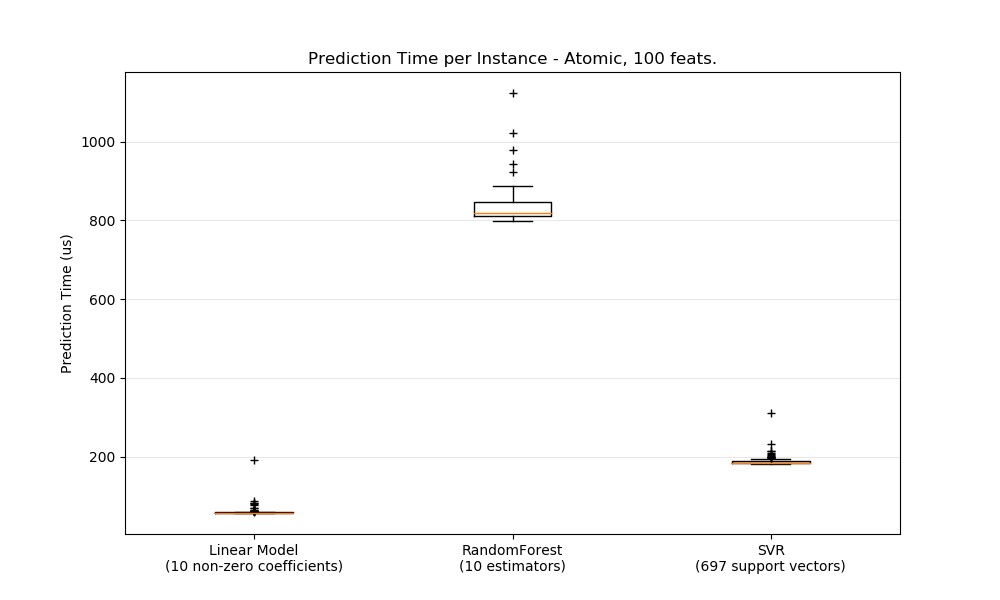 Prediction Time per Instance - Atomic, 100 feats.
Prediction Time (us)
1000
800
600
400
200
Linear Model
(10 non-zero coefficients)
RandomForest
(10 estimators)
SVR
(697 support vectors)